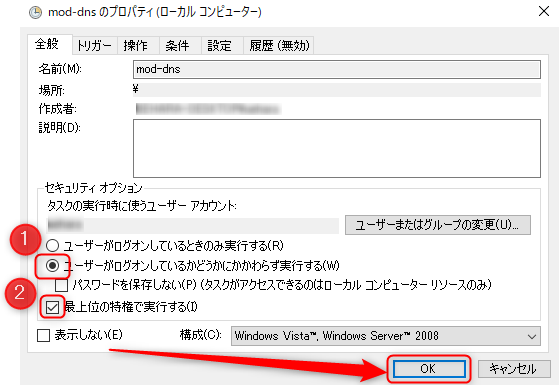 mod-dns のプロパティ (ローカル コンピューター)
全般 トリガー 操作 条件 設定 履歴 (無効)
名前(M): mod-dns
場所: \
作成者:
説明(D):
セキュリティ オプション
タスクの実行時に使うユーザー アカウント:
ユーザーまたはグループの変更(U)...
1 ユーザーがログオンしているときのみ実行する(R)
ユーザーがログオンしているかどうかにかかわらず実行する(W)
パスワードを保存しない(P) (タスクがアクセスできるのはローカル コンピューター リソースのみ)
2 最上位の特権で実行する(I)
表示しない(E) 構成(C): Windows Vista™, Windows Server™ 2008
OK キャンセル